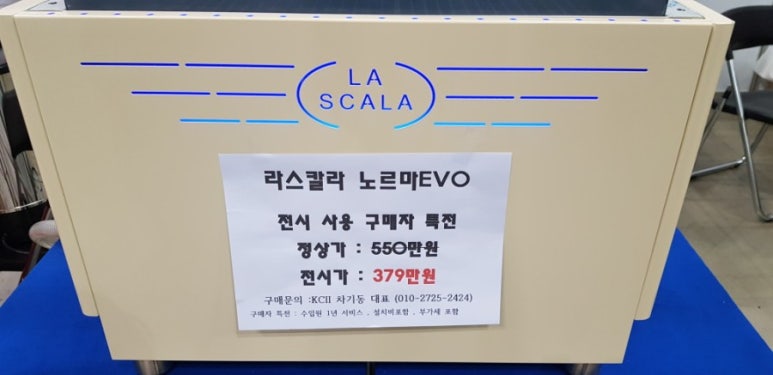 LA
SCALA
라스칼라 노르마EVO
전시 사용 구매자 특전
정상가 : 550만원
전시가 : 379만원
구매문의 :KCII 차기동 대표 (010-2725-2424)
구매자 특전 : 수입원 1년 서비스 , 설치비포함 , 부가세 포함